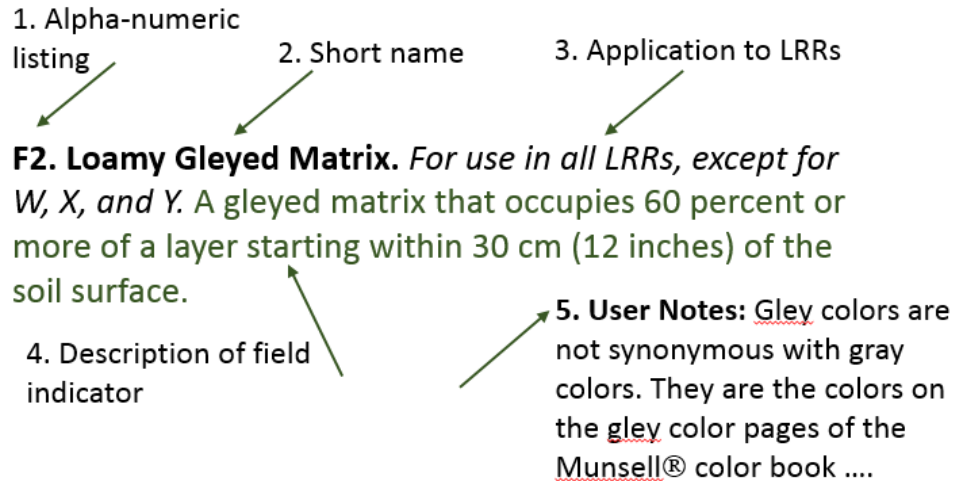 1. Alpha-numeric
listing
2. Short name
3. Application to LRRs
F2. Loamy Gleyed Matrix. For use in all LRRs, except for
W, X, and Y. A gleyed matrix that occupies 60 percent or
more of a layer starting within 30 cm (12 inches) of the
soil surface.
4. Description of field
indicator
5. User Notes: Gley colors are
not synonymous with gray
colors. They are the colors on
the gley color pages of the
Munsell® color book ....